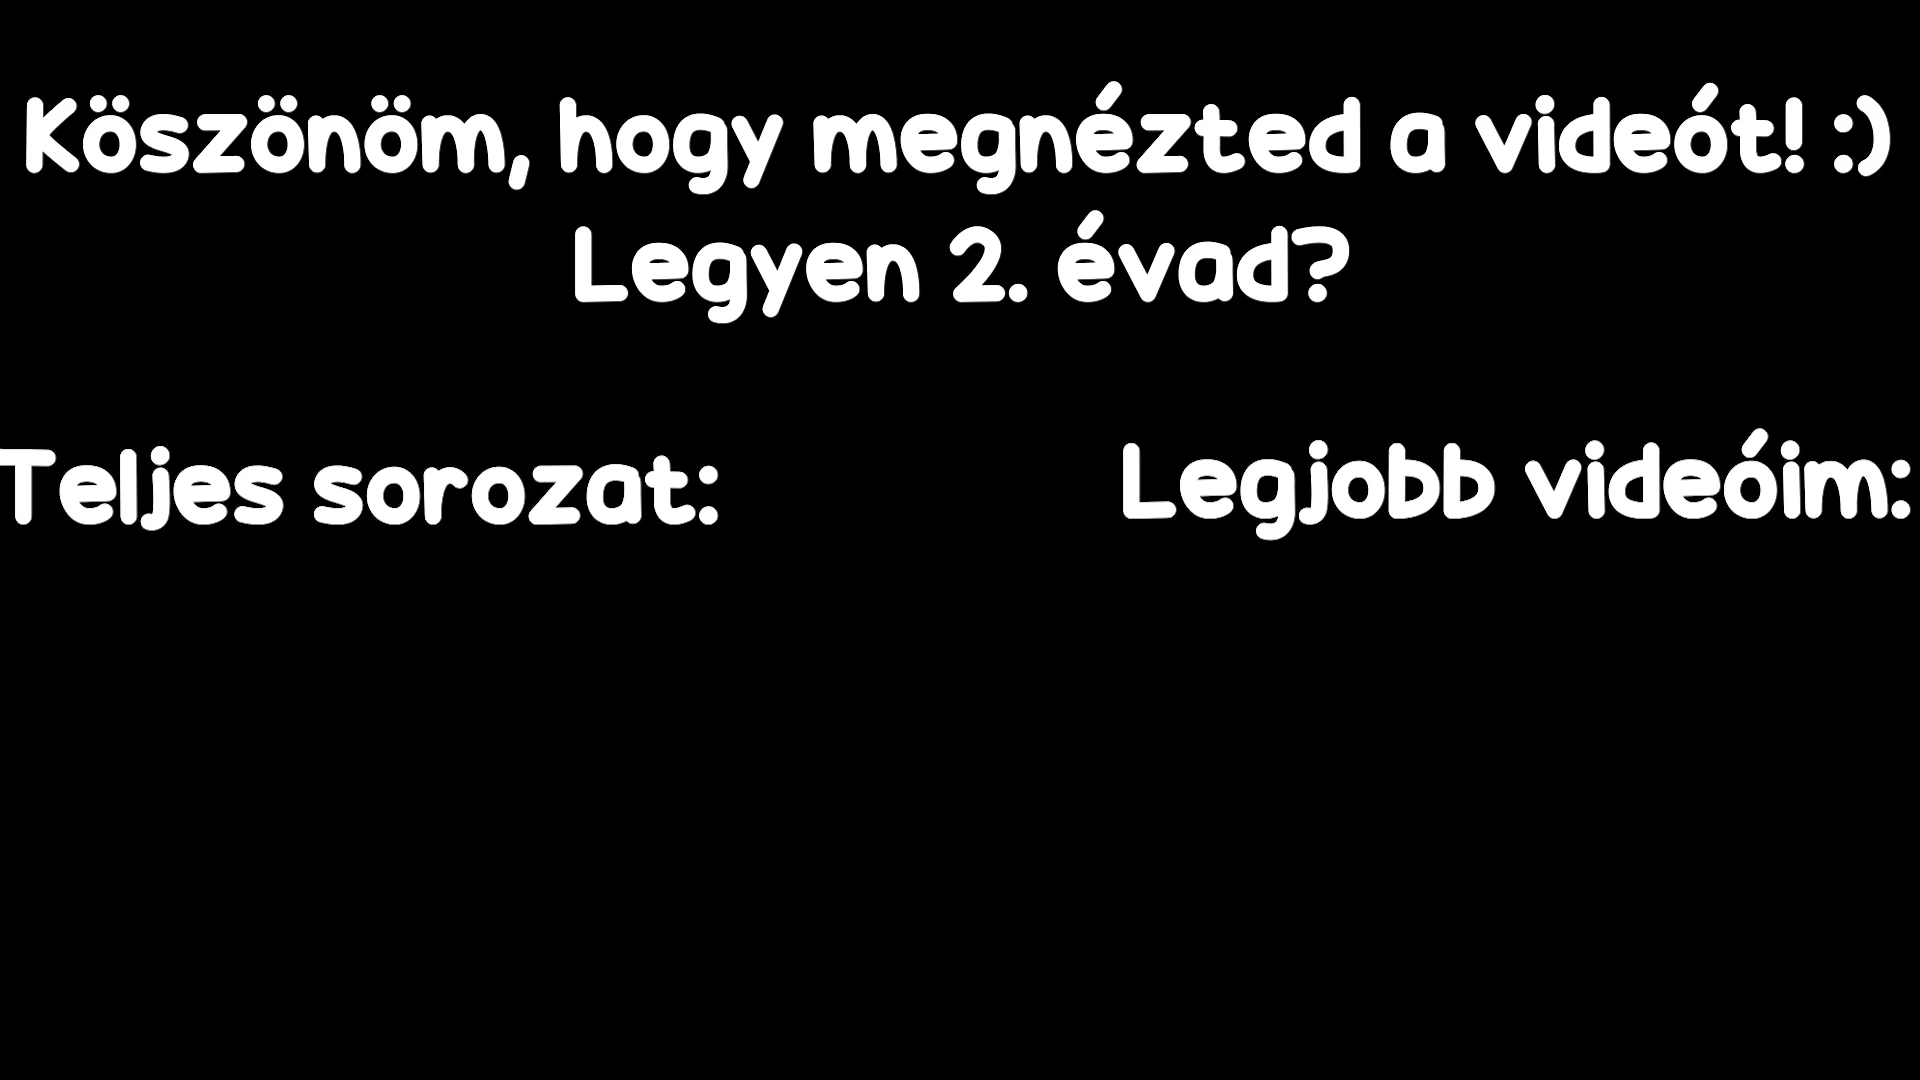 Köszönöm, hogy megnézted a videót! :)
Legyen 2. évad?
Teljes sorozat:
Legjobb videóim: